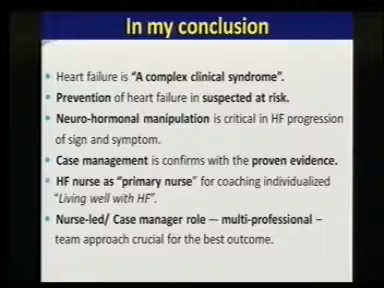 In my conclusion
Heart failure is "A complex clinical syndrome".
Prevention of heart failure in suspected at risk.
Neuro-hormonal manipulation is critical in HF progression
of sign and symptom.
Case management is confirms with the proven evidence.
HF nurse as "primary nurse" for coaching individualized
"Living well with HF".
Nurse-led/ Case manager role –- multi-professional –
team approach crucial for the best outcome.